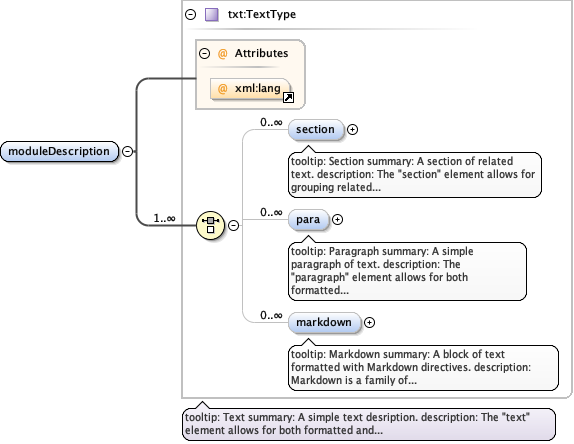 txt:TextType
@ Attributes
@ xml:lang
moduleDescription
0..∞
section
tooltip: Section summary: A section of related
text. description: The "section" element allows for
grouping related...
1..∞
0..∞
para
tooltip: Paragraph summary: A simple
paragraph of text. description: The
"paragraph" element allows for both
formatted...
0..∞
markdown
tooltip: Markdown summary: A block of text
formatted with Markdown directives. description:
Markdown is a family of...
tooltip: Text summary: A simple text desription. description: The "text"
element allows for both formatted and...